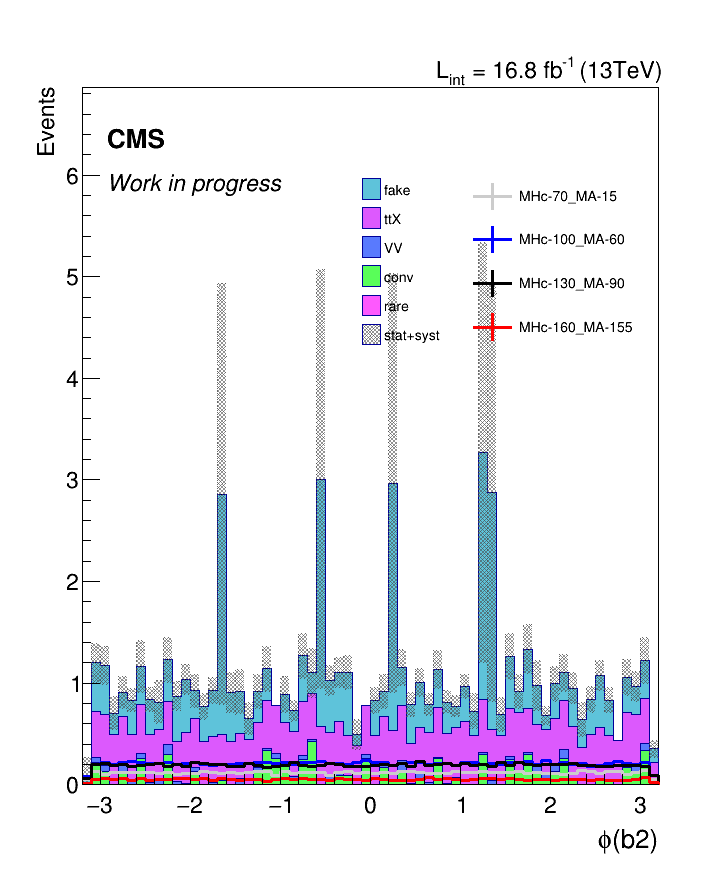 L_int = 16.8 fb^-1 (13TeV)
Events
CMS
Work in progress
fake
ttX
VV
conv
rare
stat+syst
MHc-70_MA-15
MHc-100_MA-60
MHc-130_MA-90
MHc-160_MA-155
6
5
4
3
2
1
0
−3 −2 −1 0 1 2 3
ϕ(b2)